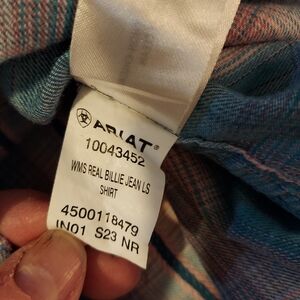 ARIAT
10043452
WMS REAL BILLIE JEAN LS
SHIRT
4500118479
IN01 S23 NR